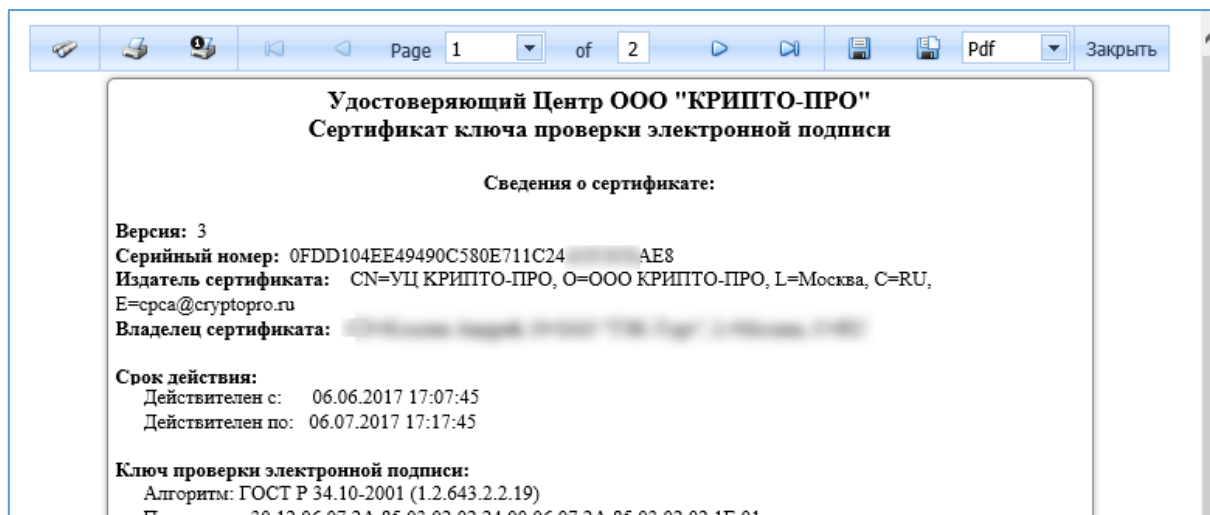 Page 1 of 2 Pdf Закрыть
Удостоверяющий Центр ООО "КРИПТО-ПРО"
Сертификат ключа проверки электронной подписи
Сведения о сертификате:
Версия: 3
Серийный номер: 0FDD104EE49490C580E711C24 AE8
Издатель сертификата: CN=УЦ КРИПТО-ПРО, O=ООО КРИПТО-ПРО, L=Москва, C=RU,
E=cpca@cryptopro.ru
Владелец сертификата:
Срок действия:
Действителен с: 06.06.2017 17:07:45
Действителен по: 06.07.2017 17:17:45
Ключ проверки электронной подписи:
Алгоритм: ГОСТ Р 34.10-2001 (1.2.643.2.2.19)